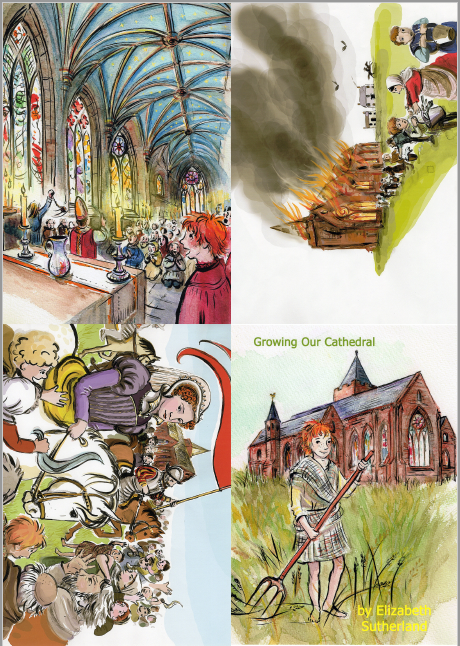 Growing Our Cathedral
by Elizabeth
Sutherland